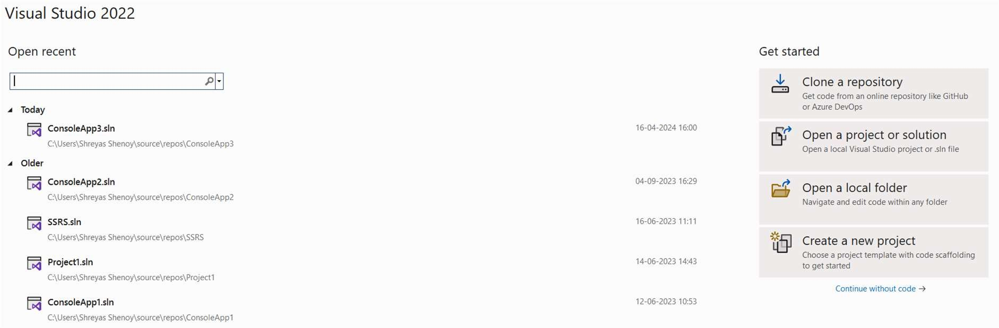 Visual Studio 2022
Open recent
Today
ConsoleApp3.sln
16-04-2024 16:00
C:\Users\Shreyas Shenoy\source\repos\ConsoleApp3
Older
ConsoleApp2.sln
04-09-2023 16:29
C:\Users\Shreyas Shenoy\source\repos\ConsoleApp2
SSRS.sln
16-06-2023 11:11
C:\Users\Shreyas Shenoy\source\repos\SSRS
Project1.sln
14-06-2023 14:43
C:\Users\Shreyas Shenoy\source\repos\Project1
ConsoleApp1.sln
12-06-2023 10:53
C:\Users\Shreyas Shenoy\source\repos\ConsoleApp1
Get started
Clone a repository
Get code from an online repository like GitHub
or Azure DevOps
Open a project or solution
Open a local Visual Studio project or .sln file
Open a local folder
Navigate and edit code within any folder
Create a new project
Choose a project template with code scaffolding
to get started
Continue without code →